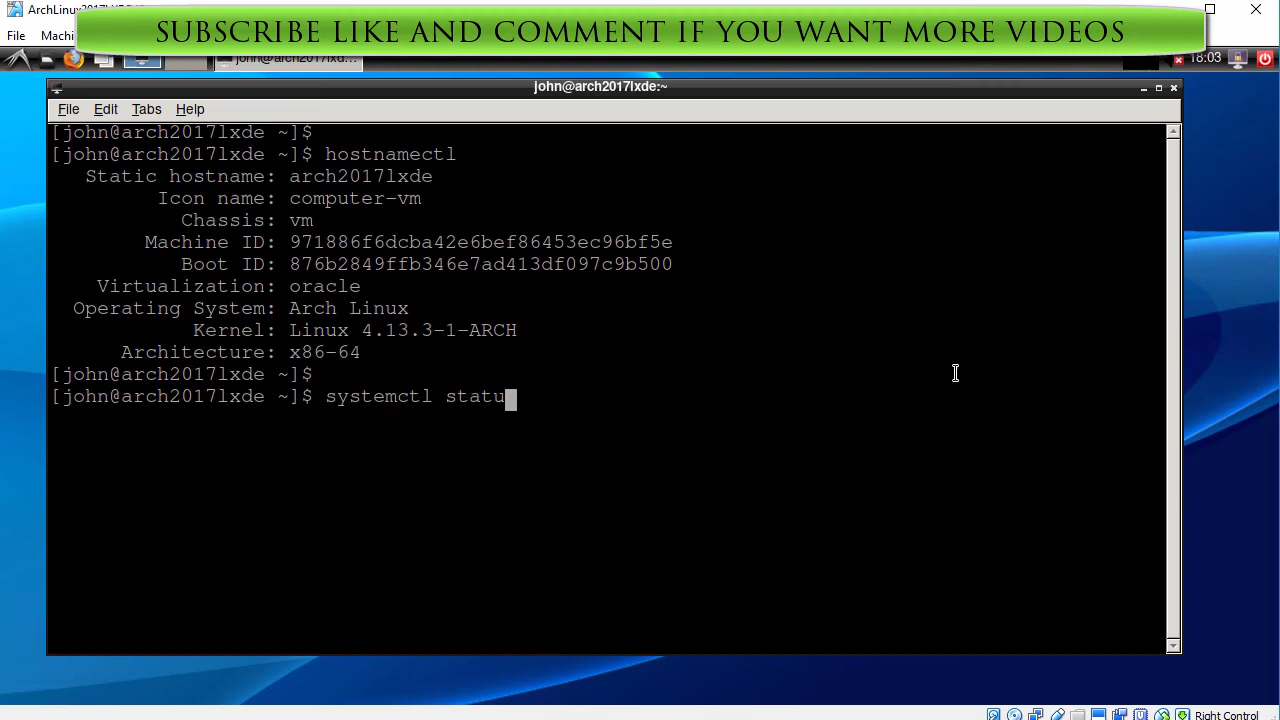 ArchLinux20
File Machi
SUBSCRIBE LIKE AND COMMENT IF YOU WANT MORE VIDEOS
john@arch2017lxd... 18:03
john@arch2017lxde:~
File Edit Tabs Help
[john@arch2017lxde ~]$
[john@arch2017lxde ~]$ hostnamectl
Static hostname: arch2017lxde
Icon name: computer-vm
Chassis: vm
Machine ID: 971886f6dcba42e6bef86453ec96bf5e
Boot ID: 876b2849ffb346e7ad413df097c9b500
Virtualization: oracle
Operating System: Arch Linux
Kernel: Linux 4.13.3-1-ARCH
Architecture: x86-64
[john@arch2017lxde ~]$
[john@arch2017lxde ~]$ systemctl statu
Right Control